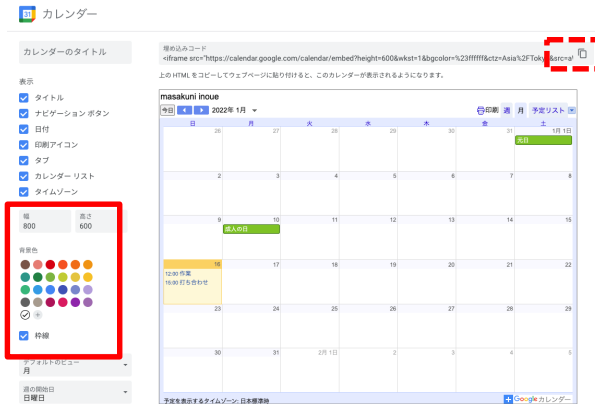 31 カレンダー
カレンダーのタイトル
表示
タイトル
ナビゲーション ボタン
日付
印刷アイコン
タブ
カレンダー リスト
タイムゾーン
幅 高さ
800 600
背景色
枠線
デフォルトのビュー
月
週の開始日
日曜日
埋め込みコード
<iframe src="https://calendar.google.com/calendar/embed?height=600&wkst=1&bgcolor=%23ffffff&ctz=Asia%2FTokyo&src=a
上の HTML をコピーしてウェブページに貼り付けると、このカレンダーが表示されるようになります。
masakuni inoue
今日 2022年 1月 印刷 週 月 予定リスト
日 月 火 水 木 金 土
26 27 28 29 30 31 1月 1日
元日
2 3 4 5 6 7 8
9 10 11 12 13 14 15
成人の日
16 17 18 19 20 21 22
12:00 作業
15:00 打ち合わせ
23 24 25 26 27 28 29
30 31 2月 1日 2 3 4 5
予定を表示するタイムゾーン: 日本標準時
Googleカレンダー